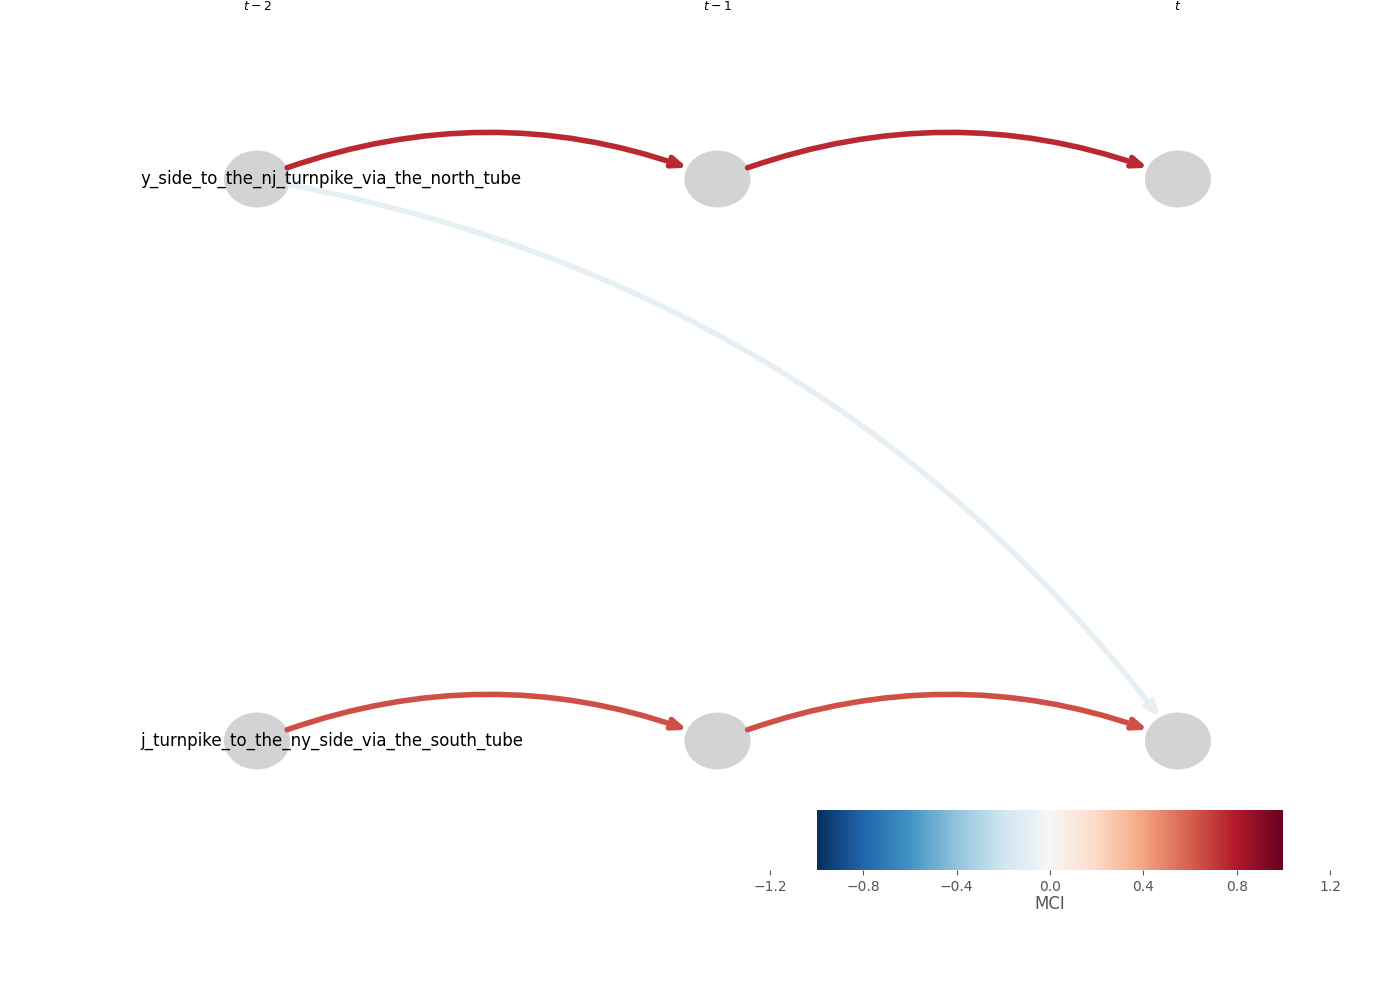 t − 2 t − 1 t
y_side_to_the_nj_turnpike_via_the_north_tube
j_turnpike_to_the_ny_side_via_the_south_tube
−1.2 −0.8 −0.4 0.0 0.4 0.8 1.2
MCI